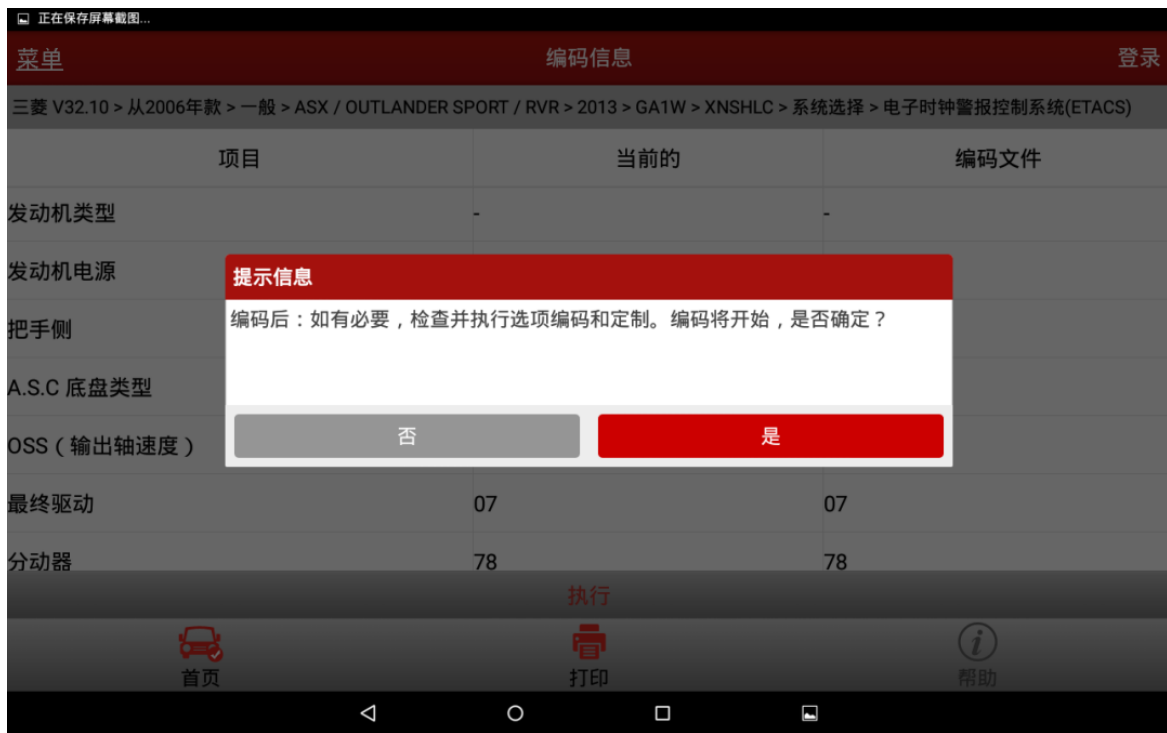 正在保存屏幕截图...
菜单 编码信息 登录
三菱 V32.10 > 从2006年款 > 一般 > ASX / OUTLANDER SPORT / RVR > 2013 > GA1W > XNSHLC > 系统选择 > 电子时钟警报控制系统(ETACS)
项目 当前的 编码文件
发动机类型 - -
发动机电源
提示信息
编码后：如有必要，检查并执行选项编码和定制。编码将开始，是否确定？
把手侧
A.S.C 底盘类型
否 是
OSS（输出轴速度）
最终驱动 07 07
分动器 78 78
执行
首页 打印 帮助